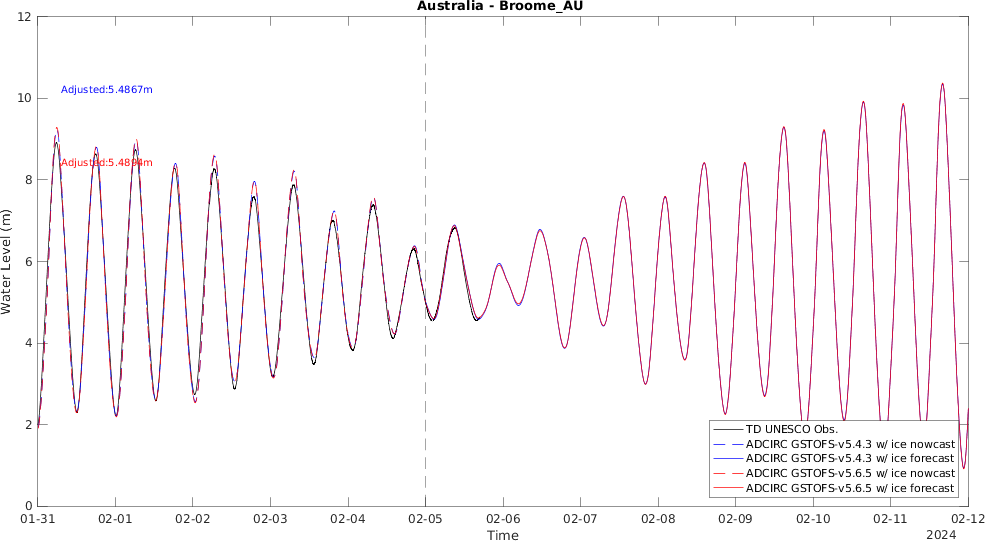 Australia - Broome_AU
12
10
8
6
4
2
0
Water Level (m)
Adjusted:5.4867m
Adjusted:5.4894m
TD UNESCO Obs.
ADCIRC GSTOFS-v5.4.3 w/ ice nowcast
ADCIRC GSTOFS-v5.4.3 w/ ice forecast
ADCIRC GSTOFS-v5.6.5 w/ ice nowcast
ADCIRC GSTOFS-v5.6.5 w/ ice forecast
01-31 02-01 02-02 02-03 02-04 02-05 02-06 02-07 02-08 02-09 02-10 02-11 02-12
Time
2024